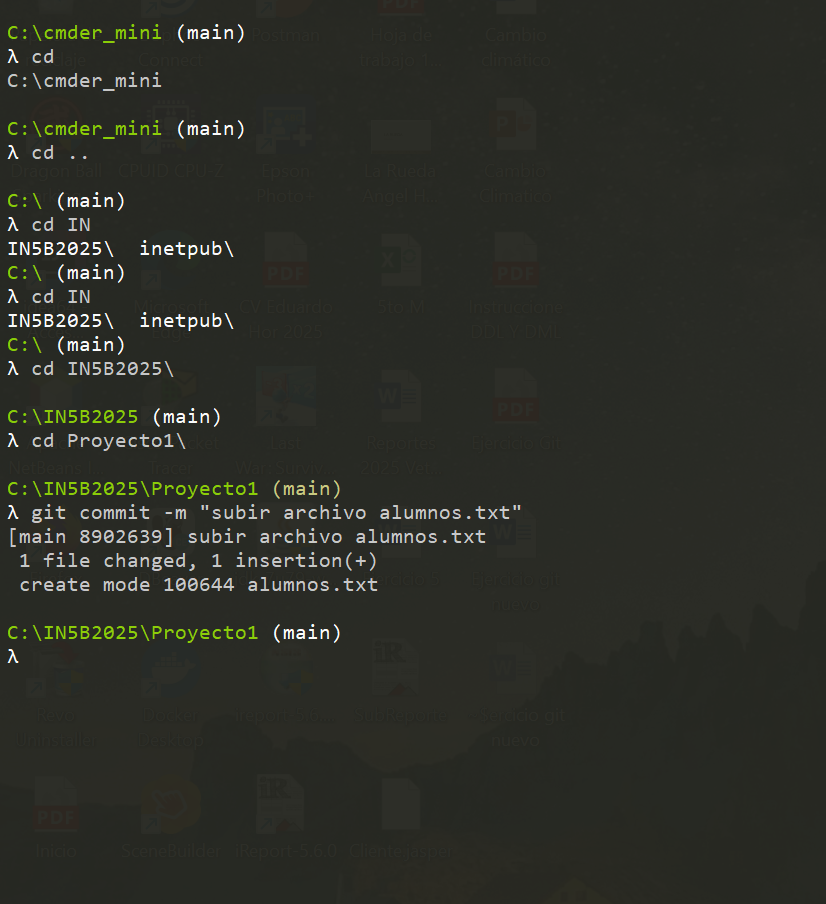 C:\cmder_mini (main)
λ cd
C:\cmder_mini
C:\cmder_mini (main)
λ cd ..
C:\ (main)
λ cd IN
IN5B2025\  inetpub\
C:\ (main)
λ cd IN
IN5B2025\  inetpub\
C:\ (main)
λ cd IN5B2025\
C:\IN5B2025 (main)
λ cd Proyecto1\
C:\IN5B2025\Proyecto1 (main)
λ git commit -m "subir archivo alumnos.txt"
[main 8902639] subir archivo alumnos.txt
 1 file changed, 1 insertion(+)
 create mode 100644 alumnos.txt
C:\IN5B2025\Proyecto1 (main)
λ